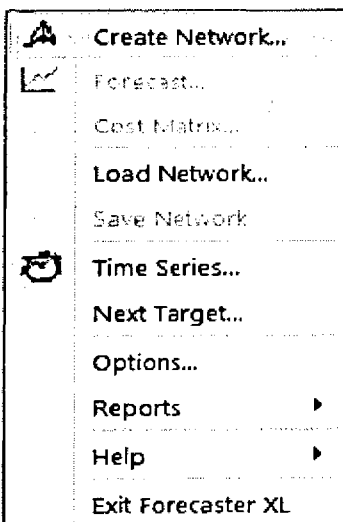 Create Network...
Forecast...
Cost Matrix...
Load Network...
Save Network
Time Series...
Next Target...
Options...
Reports
Help
Exit Forecaster XL